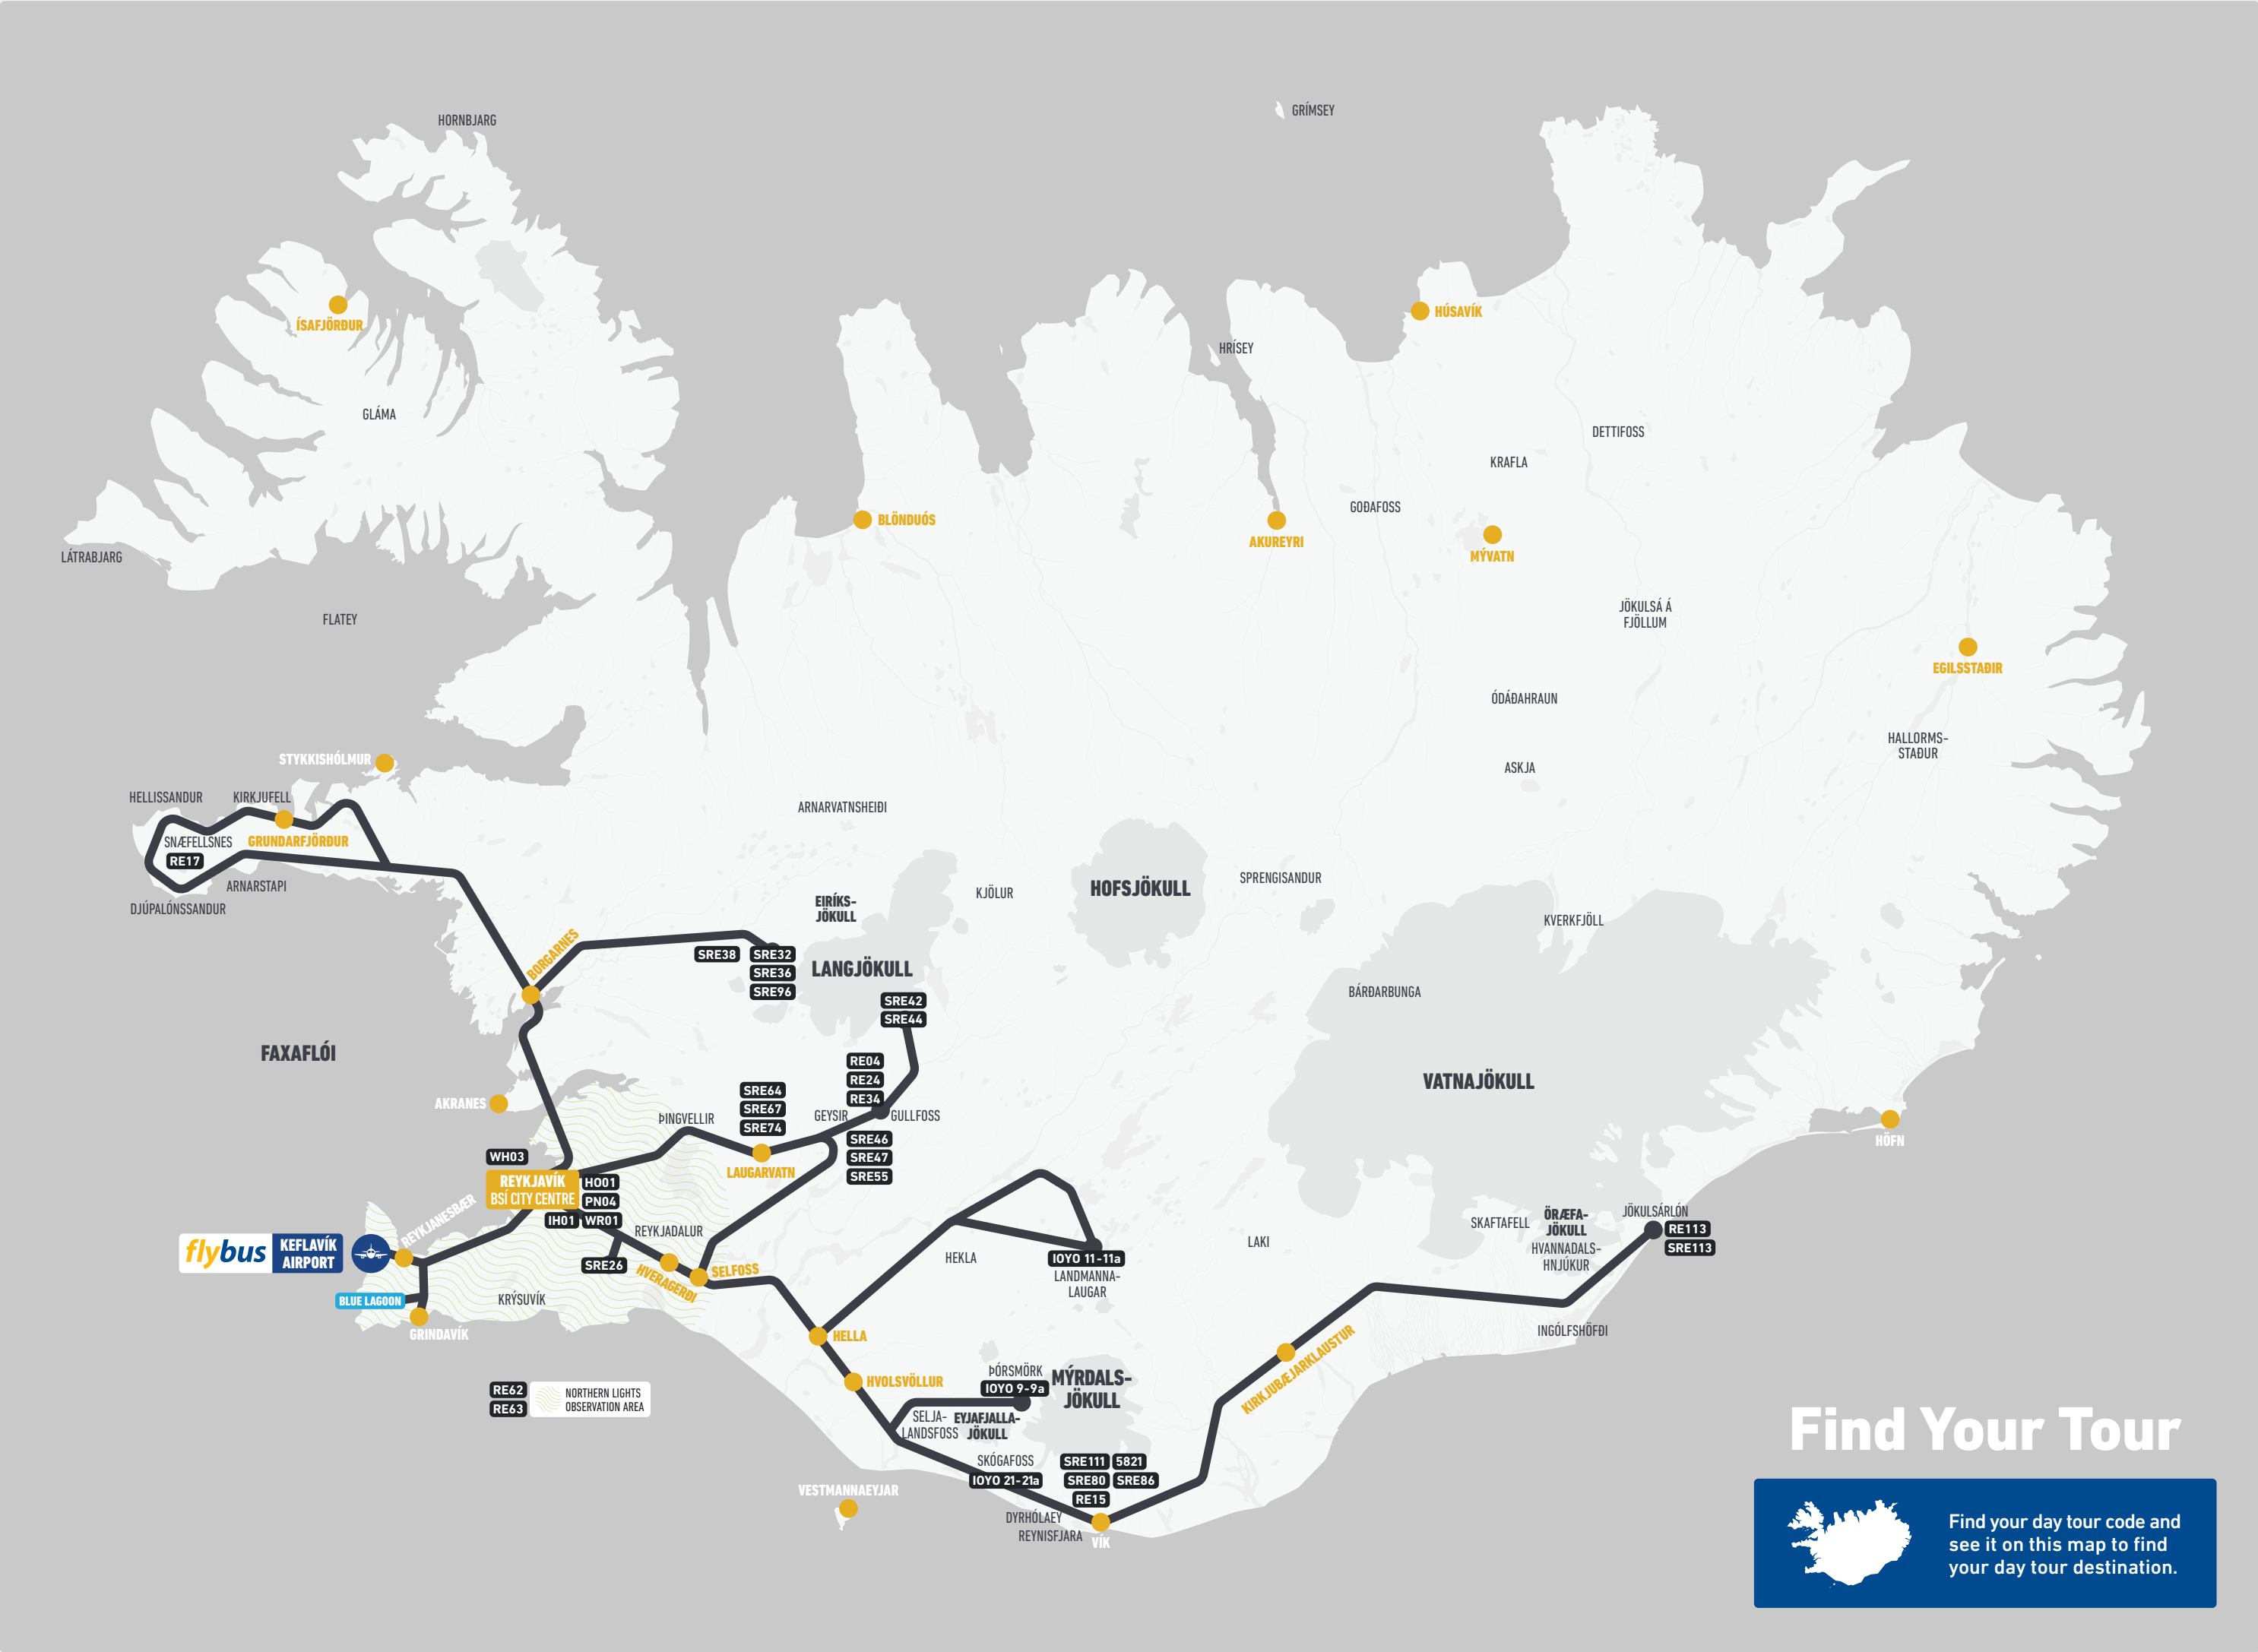 HORNBJARG
GRÍMSEY
ÍSAFJÖRÐUR
HÚSAVÍK
HRÍSEY
GLÁMA
DETTIFOSS
KRAFLA
GOÐAFOSS
BLÖNDUÓS
AKUREYRI
MÝVATN
LÁTRABJARG
FLATEY
JÖKULSÁ Á
FJÖLLUM
EGILSSTAÐIR
ÓDÁÐAHRAUN
HALLORMS-
STAÐUR
STYKKISHÓLMUR
ASKJA
HELLISSANDUR
KIRKJUFELL
ARNARVATNSHEIÐI
SNÆFELLSNES
GRUNDARFJÖRÐUR
RE17
ARNARSTAPI
DJÚPALÓNSSANDUR
EIRÍKS-
JÖKULL
KJÖLUR
HOFSJÖKULL
SPRENGISANDUR
KVERKFJÖLL
BORGARNES
SRE38
SRE32
SRE36
SRE96
LANGJÖKULL
BÁRÐARBUNGA
SRE42
SRE44
FAXAFLÓI
VATNAJÖKULL
RE04
RE24
RE34
SRE64
SRE67
SRE74
AKRANES
ÞINGVELLIR
GEYSIR
GULLFOSS
HÖFN
SRE46
SRE47
SRE55
LAUGARVATN
WH03
REYKJAVÍK
BSÍ CITY CENTRE
HO01
PN04
IH01
WR01
REYKJANESBÆR
REYKJADALUR
flybus
KEFLAVÍK
AIRPORT
SRE26
HVERAGERÐI
SELFOSS
BLUE LAGOON
KRÝSUVÍK
GRINDAVÍK
HEKLA
IOYO 11-11a
LANDMANNA-
LAUGAR
LAKI
SKAFTAFELL
ÖRÆFA-
JÖKULL
HVANNADALS-
HNJÚKUR
JÖKULSÁRLÓN
RE113
SRE113
INGÓLFSHÖFÐI
HELLA
HVOLSVÖLLUR
ÞÓRSMÖRK
IOYO 9-9a
MÝRDALS-
JÖKULL
KIRKJUBÆJARKLAUSTUR
RE62
RE63
NORTHERN LIGHTS
OBSERVATION AREA
SELJA-
LANDSFOSS
EYJAFJALLA-
JÖKULL
SKÓGAFOSS
IOYO 21-21a
SRE111
5821
SRE80
SRE86
RE15
VESTMANNAEYJAR
DYRHÓLAEY
REYNISFJARA
VÍK
Find Your Tour
Find your day tour code and
see it on this map to find
your day tour destination.